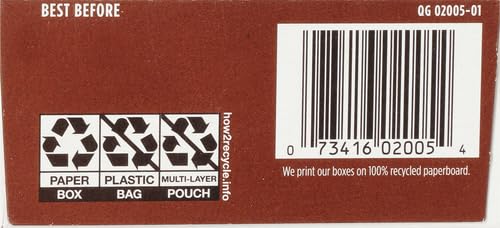 BEST BEFORE
QG 02005-01
0 73416 02005 4
We print our boxes on 100% recycled paperboard.
how2recycle.info
PAPER PLASTIC MULTI-LAYER
BOX BAG POUCH